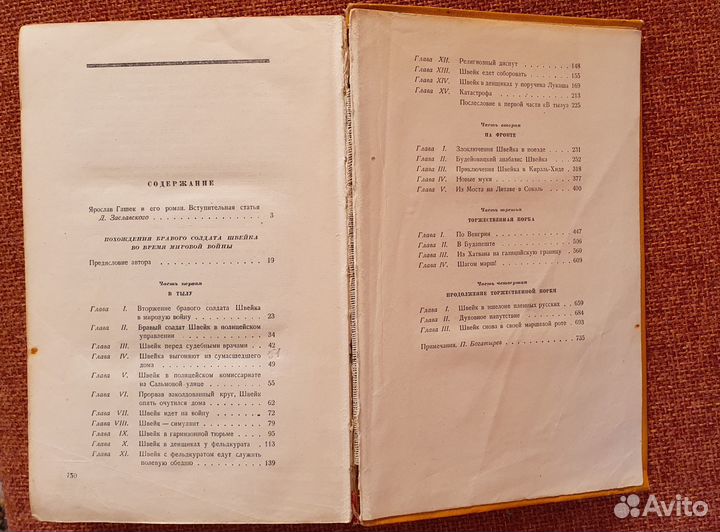 СОДЕРЖАНИЕ
Ярослав Гашек и его роман. Вступительная статья
Д. Заславского . . . . . . . . . . . 3
ПОХОЖДЕНИЯ БРАВОГО СОЛДАТА ШВЕЙКА
ВО ВРЕМЯ МИРОВОЙ ВОЙНЫ
Предисловие автора . . . . . . . . . . . 19
Часть первая
В ТЫЛУ
Глава I. Вторжение бравого солдата Швейка
в мировую войну . . . . . . . . 23
Глава II. Бравый солдат Швейк в полицейском
управлении . . . . . . . . 34
Глава III. Швейк перед судебными врачами . . 42
Глава IV. Швейка выгоняют из сумасшедшего
дома . . . . . . . . 49
Глава V. Швейк в полицейском комиссариате
на Сальмовой улице . . . . . . 55
Глава VI. Прорвав заколдованный круг, Швейк
опять очутился дома . . . . . . 62
Глава VII. Швейк идет на войну . . . . . 72
Глава VIII. Швейк — симулянт . . . . . . 79
Глава IX. Швейк в гарнизонной тюрьме . . . 95
Глава X. Швейк в денщиках у фельдкурата . 113
Глава XI. Швейк с фельдкуратом едут служить
полевую обедню . . . . . . . 139
750
Глава XII. Религиозный диспут . . . . . . 148
Глава XIII. Швейк едет соборовать . . . . . 155
Глава XIV. Швейк в денщиках у поручика Лукаша 169
Глава XV. Катастрофа . . . . . . . . 213
Послесловие к первой части «В тылу» 225
Часть вторая
НА ФРОНТЕ
Глава I. Злоключения Швейка в поезде . . . 231
Глава II. Будейовицкий анабазис Швейка . . 252
Глава III. Приключения Швейка в Кираль-Хиде . 318
Глава IV. Новые муки . . . . . . . . 377
Глава V. Из Моста на Литаве в Сокаль . . . 400
Часть третья
ТОРЖЕСТВЕННАЯ ПОРКА
Глава I. По Венгрии . . . . . . . . 447
Глава II. В Будапеште . . . . . . . . 506
Глава III. Из Хатвана на галицийскую границу . 560
Глава IV. Шагом марш! . . . . . . . . 609
Часть четвертая
ПРОДОЛЖЕНИЕ ТОРЖЕСТВЕННОЙ ПОРКИ
Глава I. Швейк в эшелоне пленных русских . . 659
Глава II. Духовное напутствие . . . . . . 684
Глава III. Швейк снова в своей маршевой роте . 693
Примечания. П. Богатырев . . . . . . . . 735
Avito